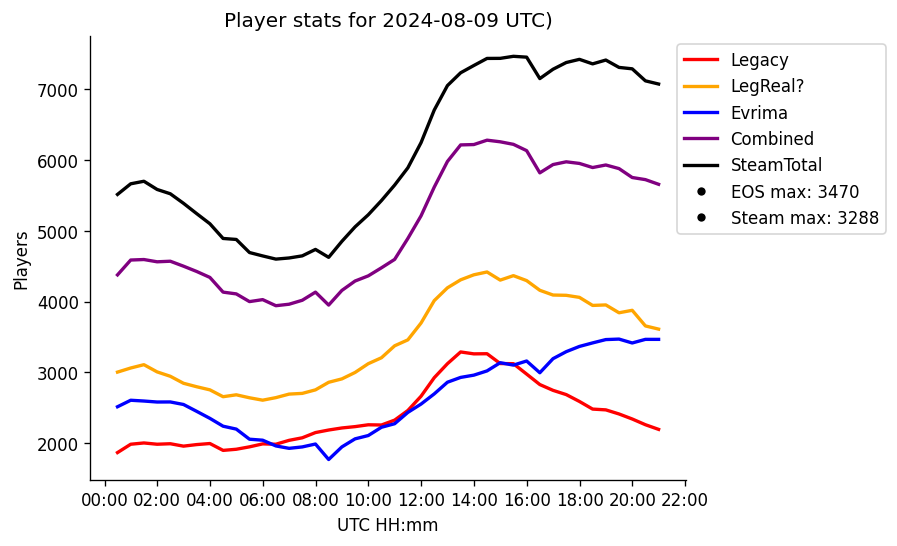 Player stats for 2024-08-09 UTC)
Players
7000
6000
5000
4000
3000
2000
00:00 02:00 04:00 06:00 08:00 10:00 12:00 14:00 16:00 18:00 20:00 22:00
UTC HH:mm
Legacy
LegReal?
Evrima
Combined
SteamTotal
EOS max: 3470
Steam max: 3288